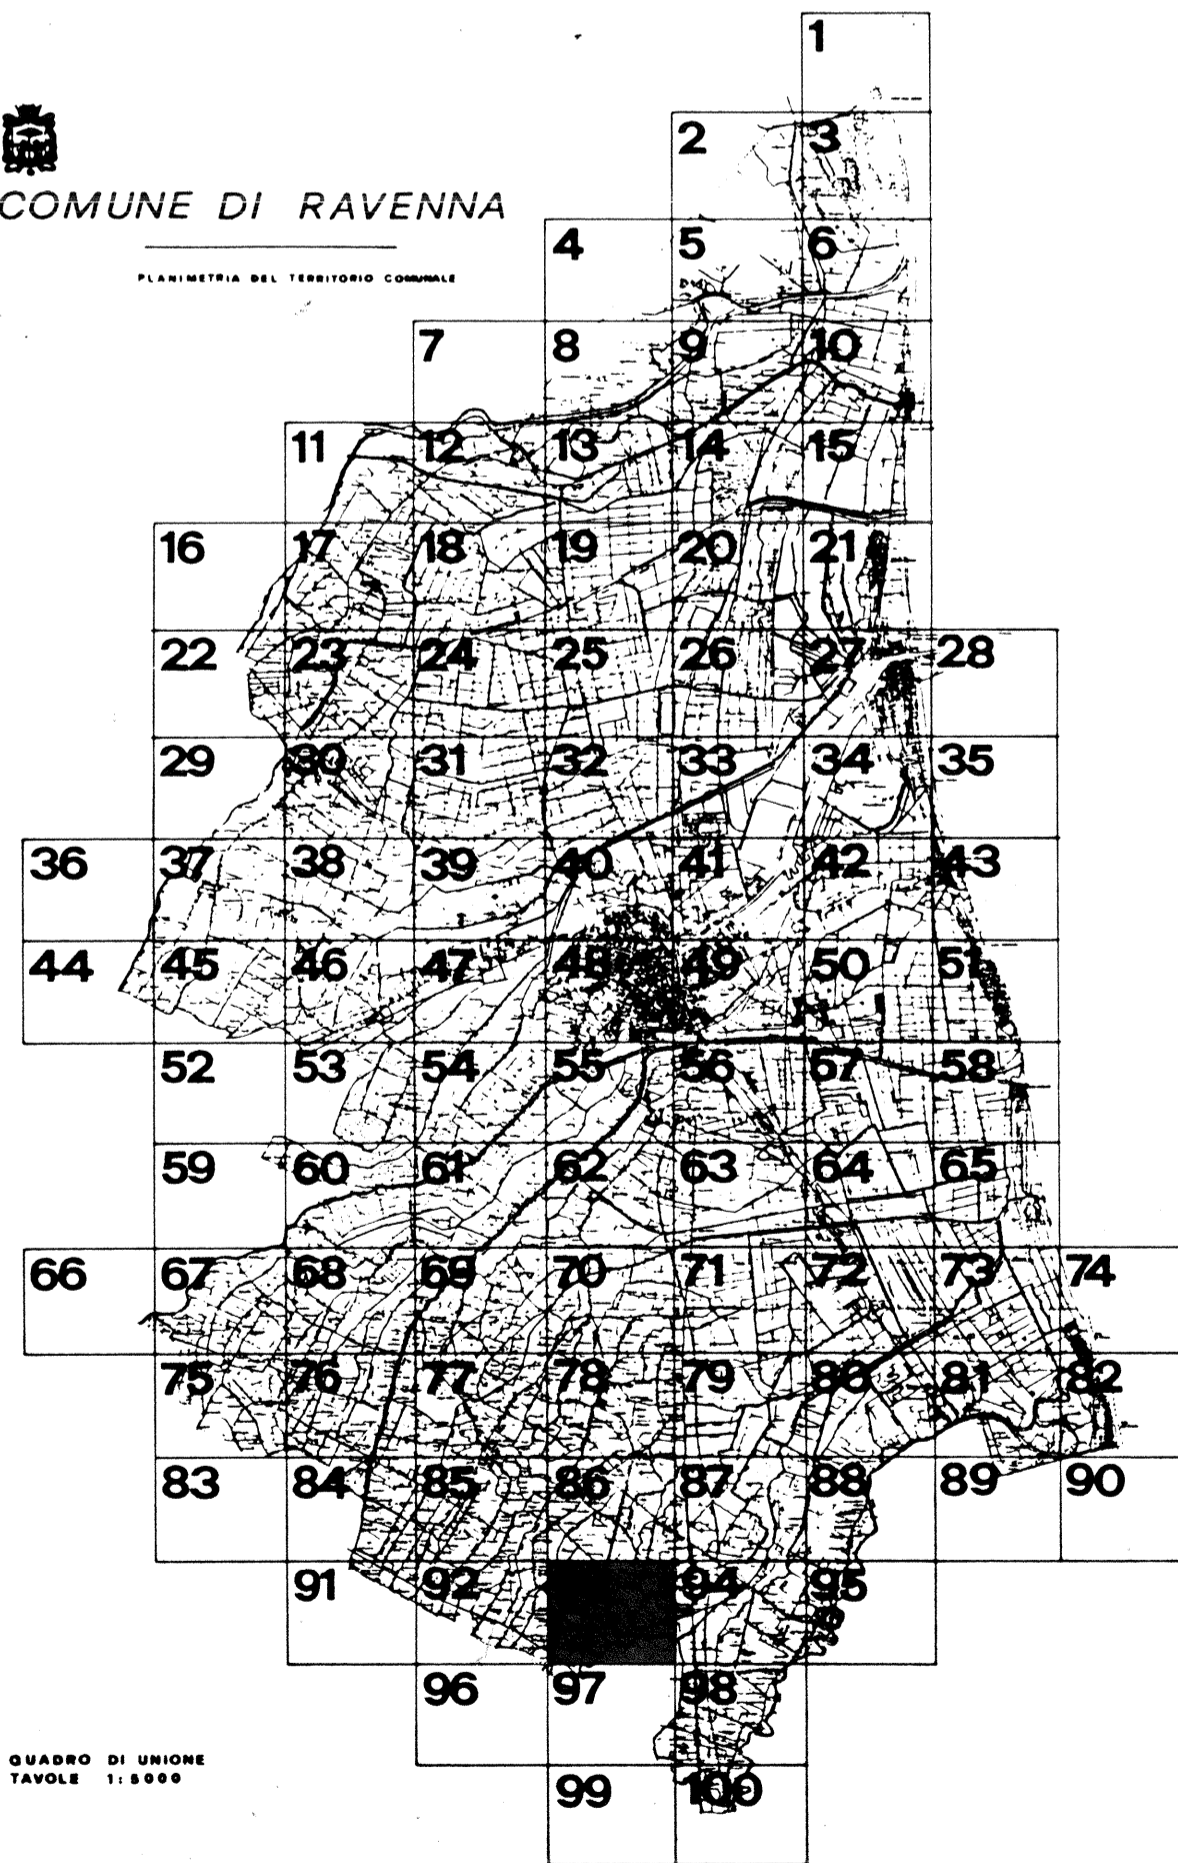 1
2 3
COMUNE DI RAVENNA
4 5 6
PLANIMETRIA DEL TERRITORIO COMUNALE
7 8 9 10
11 12 13 14 15
16 17 18 19 20 21
22 23 24 25 26 27 28
29 30 31 32 33 34 35
36 37 38 39 40 41 42 43
44 45 46 47 48 49 50 51
52 53 54 55 56 57 58
59 60 61 62 63 64 65
66 67 68 69 70 71 72 73 74
75 76 77 78 79 80 81 82
83 84 85 86 87 88 89 90
91 92 94 95
96 97 98
QUADRO DI UNIONE
TAVOLE 1:5000
99 100